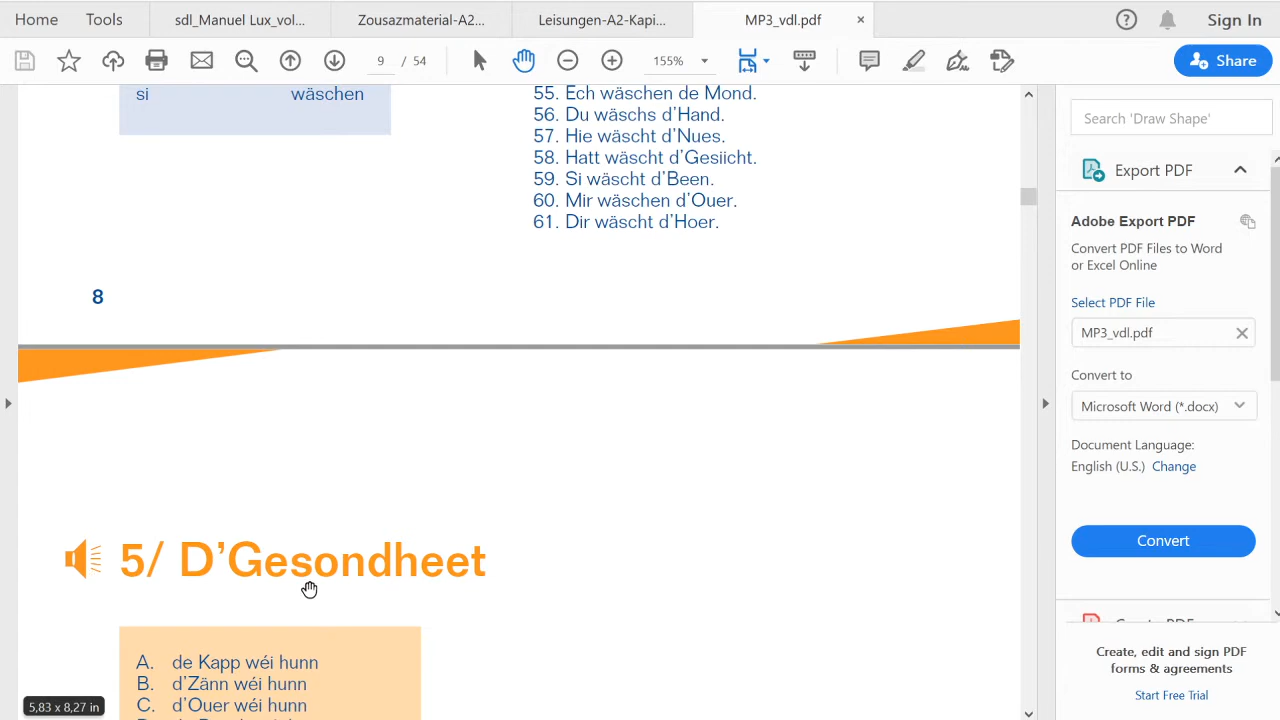 Home Tools sdl_Manuel Lux_vol... Zousazmaterial-A2... Leisungen-A2-Kapi... MP3_vdl.pdf × Sign In
9 / 54 155% Share
si wäschen
55. Ech wäschen de Mond.
56. Du wäschs d'Hand.
57. Hie wäscht d'Nues.
58. Hatt wäscht d'Gesiicht.
59. Si wäscht d'Been.
60. Mir wäschen d'Ouer.
61. Dir wäscht d'Hoer.
8
5/ D'Gesondheet
A. de Kapp wéi hunn
B. d'Zänn wéi hunn
C. d'Ouer wéi hunn
5,83 x 8,27 in
Search 'Draw Shape'
Export PDF
Adobe Export PDF
Convert PDF Files to Word
or Excel Online
Select PDF File
MP3_vdl.pdf
Convert to
Microsoft Word (*.docx)
Document Language:
English (U.S.) Change
Convert
Create, edit and sign PDF
forms & agreements
Start Free Trial